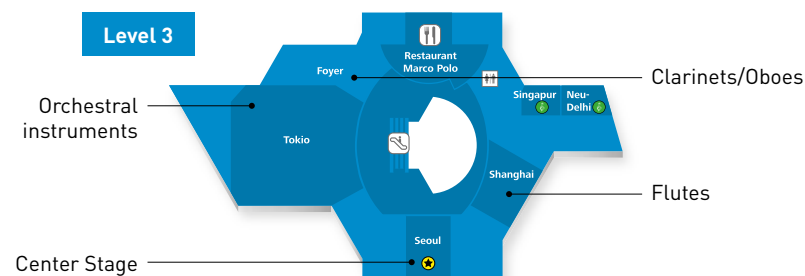 Level 3
Restaurant
Marco Polo
Foyer
Clarinets/Oboes
Singapur
Neu-
Delhi
Orchestral
instruments
Tokio
Shanghai
Flutes
Seoul
Center Stage